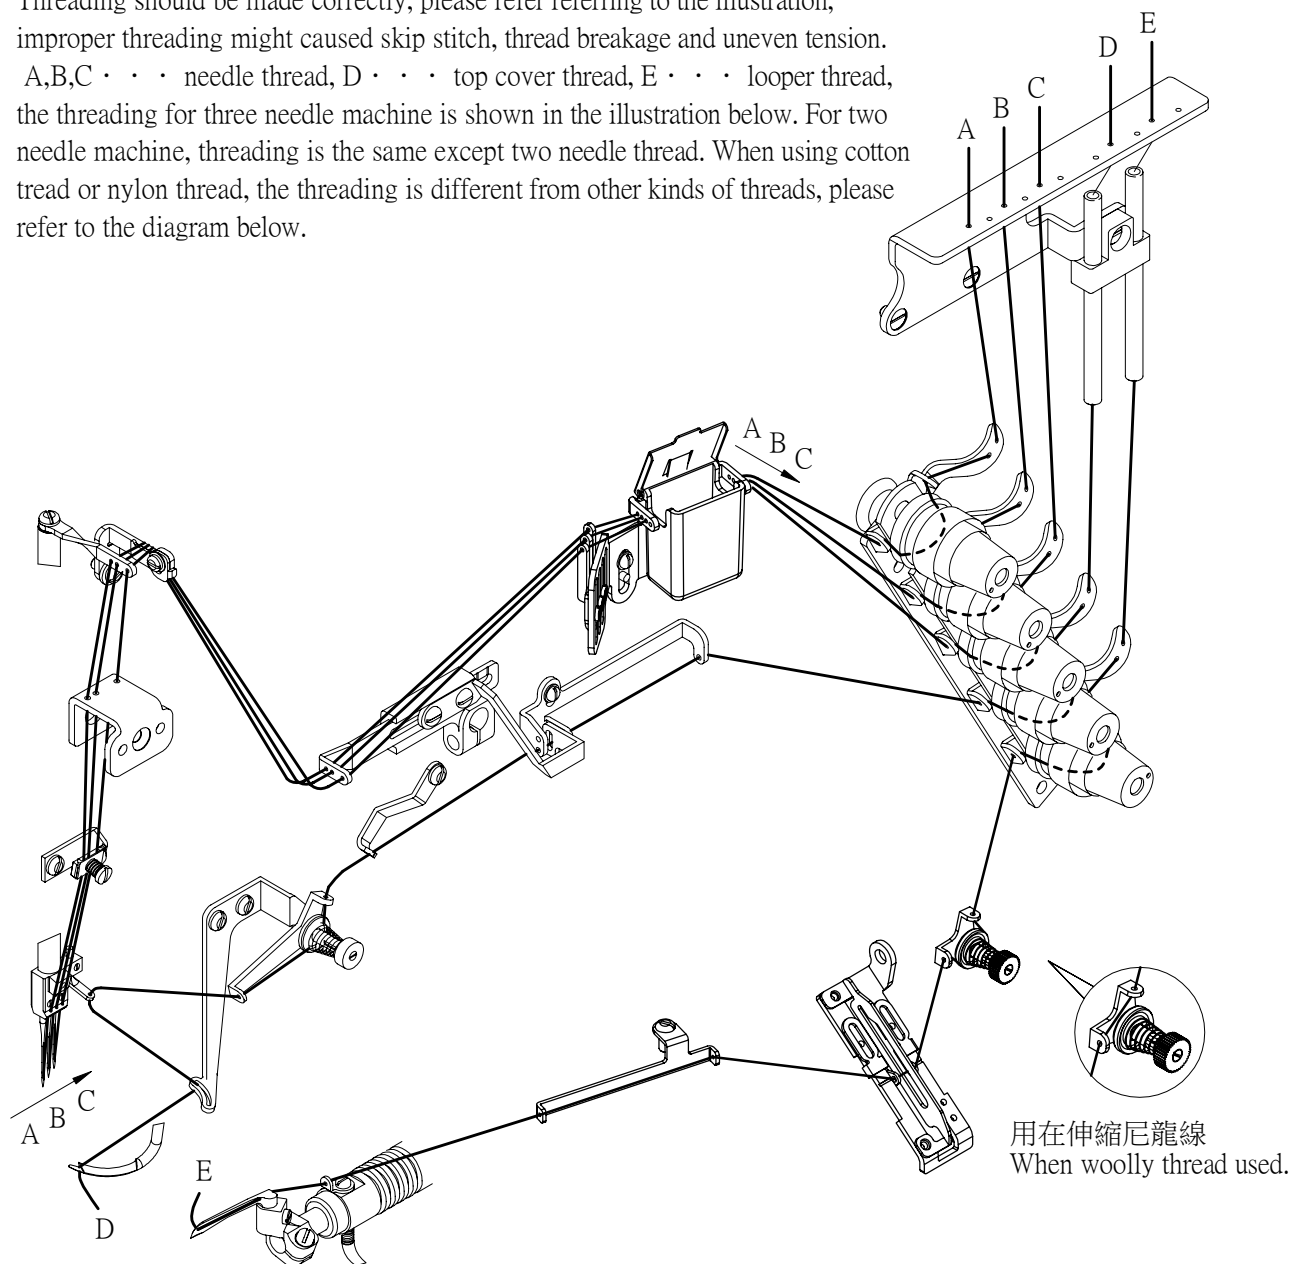 Threading should be made correctly, please refer referring to the illustration,
improper threading might caused skip stitch, thread breakage and uneven tension.
A,B,C・・・ needle thread, D・・・ top cover thread, E・・・ looper thread,
the threading for three needle machine is shown in the illustration below. For two
needle machine, threading is the same except two needle thread. When using cotton
tread or nylon thread, the threading is different from other kinds of threads, please
refer to the diagram below.
A
B
C
D
E
A
B
C
A
B
C
D
E
用在伸縮尼龍線
When woolly thread used.